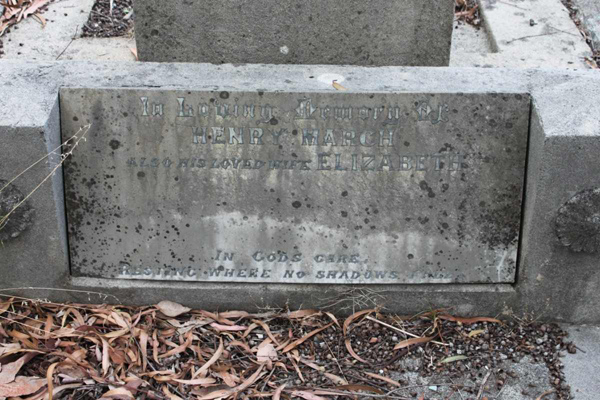 In Loving Memory Of
HENRY MARCH
ALSO HIS LOVED WIFE ELIZABETH
IN GODS CARE.
RESTING WHERE NO SHADOWS FALL